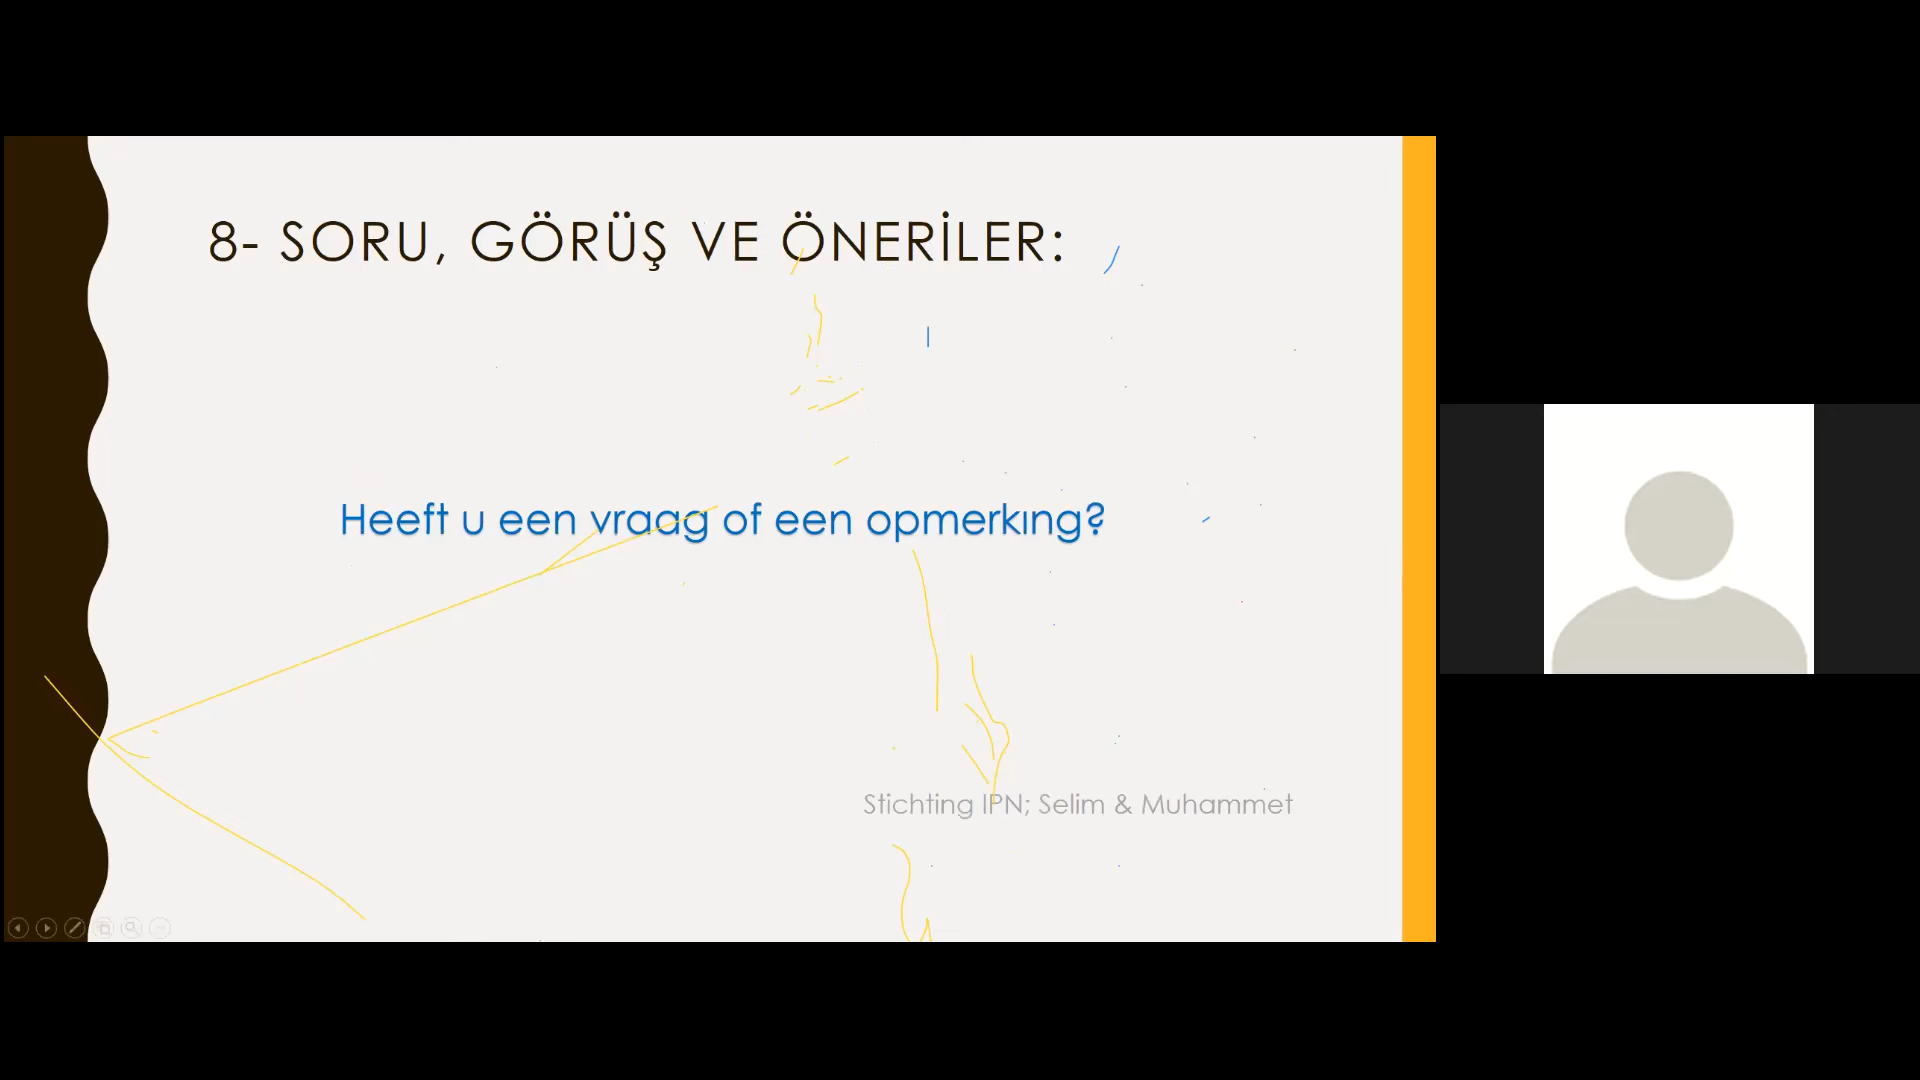 8- SORU, GÖRÜŞ VE ÖNERİLER:
Heeft u een vraag of een opmerkıng?
Stichting IPN; Selim & Muhammet